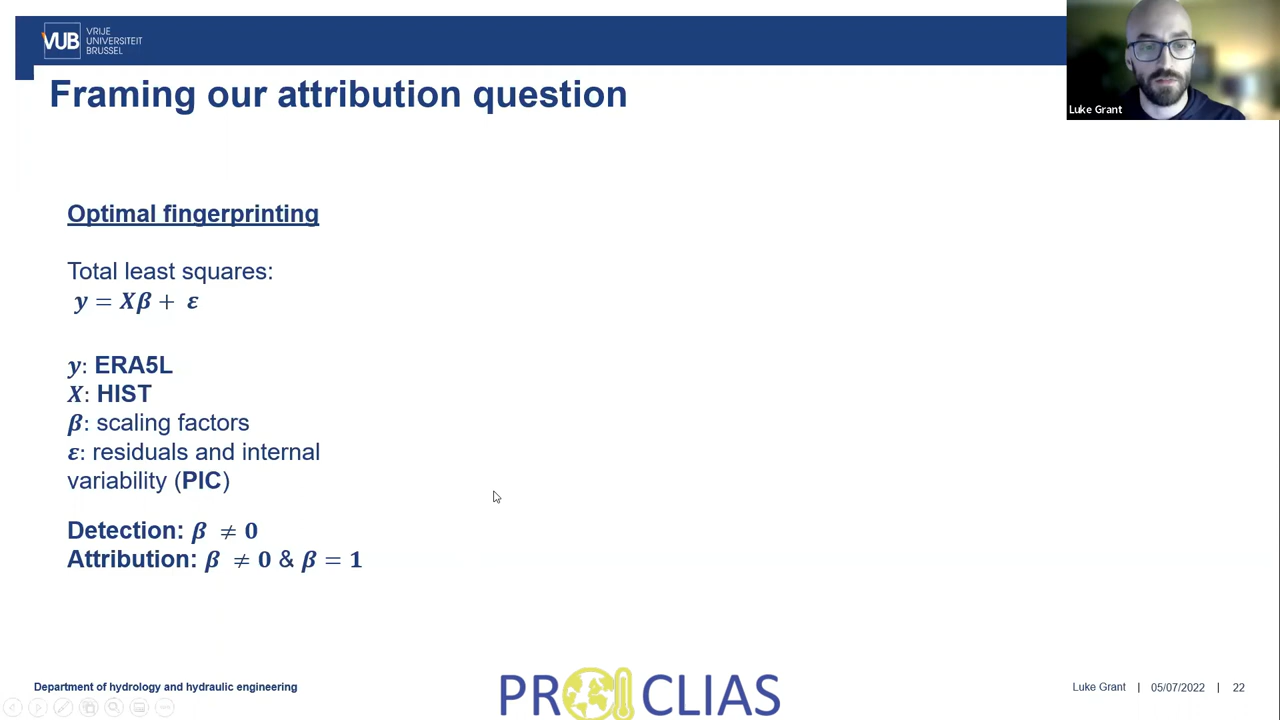 VUB
VRIJE
UNIVERSITEIT
BRUSSEL
Luke Grant
Framing our attribution question
Optimal fingerprinting
Total least squares:
y = Xβ + ε
y: ERA5L
X: HIST
β: scaling factors
ε: residuals and internal
variability (PIC)
Detection: β ≠ 0
Attribution: β ≠ 0 & β = 1
Department of hydrology and hydraulic engineering
PROCLIAS
Luke Grant | 05/07/2022 | 22